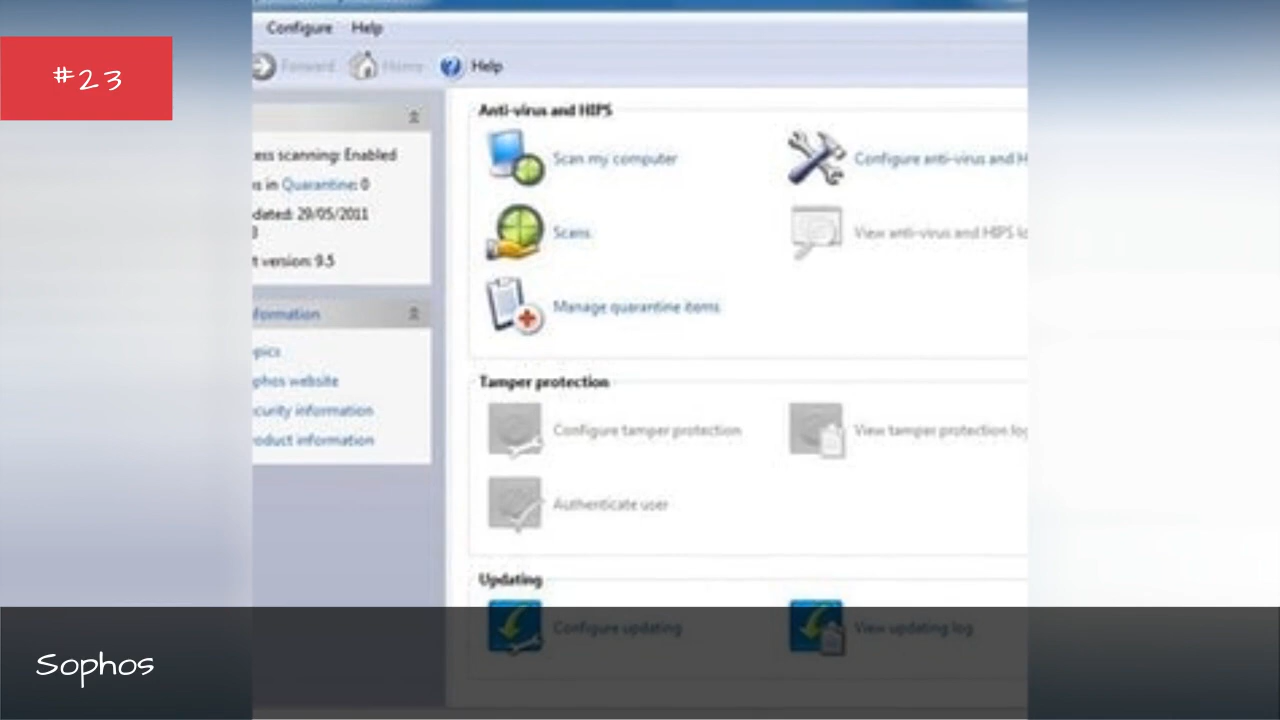 Configure Help
#23
Forward Home Help
Anti-virus and HIPS
ess scanning: Enabled
Scan my computer
Configure anti-virus and H
s in Quarantine: 0
dated: 29/05/2011
Scans
View anti-virus and HIPS lo
t version: 9.5
Manage quarantine items
formation
pics
phos website
Tamper protection
curity information
Configure tamper protection
View tamper protection log
oduct information
Authenticate user
Updating
Configure updating
View updating log
Sophos